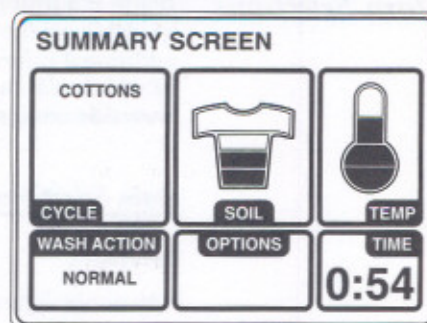 SUMMARY SCREEN
COTTONS
CYCLE
SOIL
TEMP
WASH ACTION
NORMAL
OPTIONS
TIME
0:54